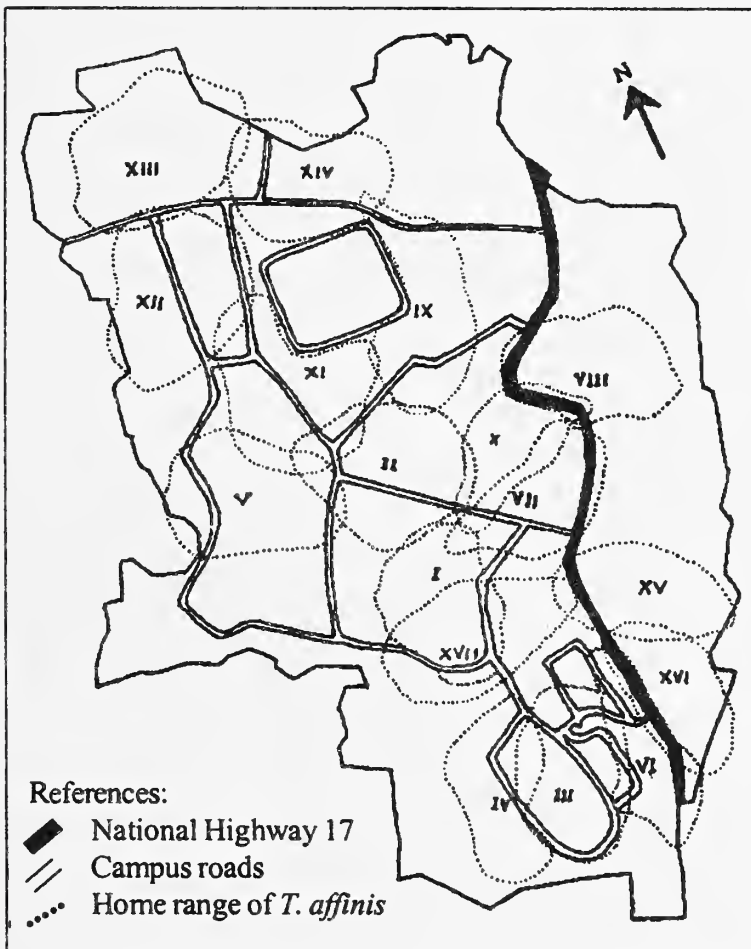 N
XIII
XIV
XII
IX
XI
VIII
X
II
V
VII
I
XV
XVII
XVI
VI
IV
III
References:
National Highway 17
Campus roads
Home range of T. affinis